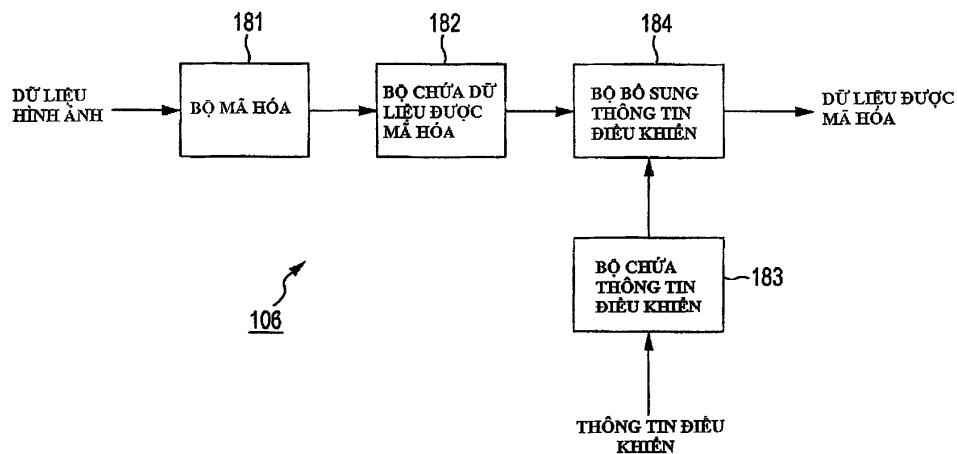 181
182
184
DỮ LIỆU
HÌNH ẢNH
BỘ MÃ HÓA
BỘ CHỨA DỮ
LIỆU ĐƯỢC
MÃ HÓA
BỘ BỔ SUNG
THÔNG TIN
ĐIỀU KHIỂN
DỮ LIỆU ĐƯỢC
MÃ HÓA
BỘ CHỨA
THÔNG TIN
ĐIỀU KHIỂN
183
106
THÔNG TIN ĐIỀU
KHIỂN